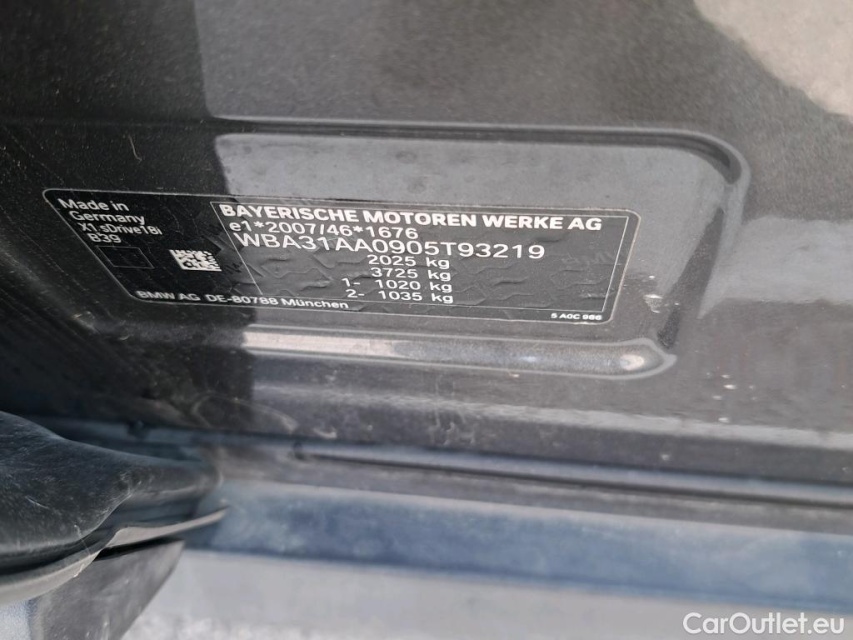 Made in
Germany
X1 sDrive18i
B39
BAYERISCHE MOTOREN WERKE AG
e1*2007/46*1676
WBA31AA0905T93219
2025 kg
3725 kg
1- 1020 kg
2- 1035 kg
BMW AG DE-80788 München
5 A0C 966
CarOutlet.eu